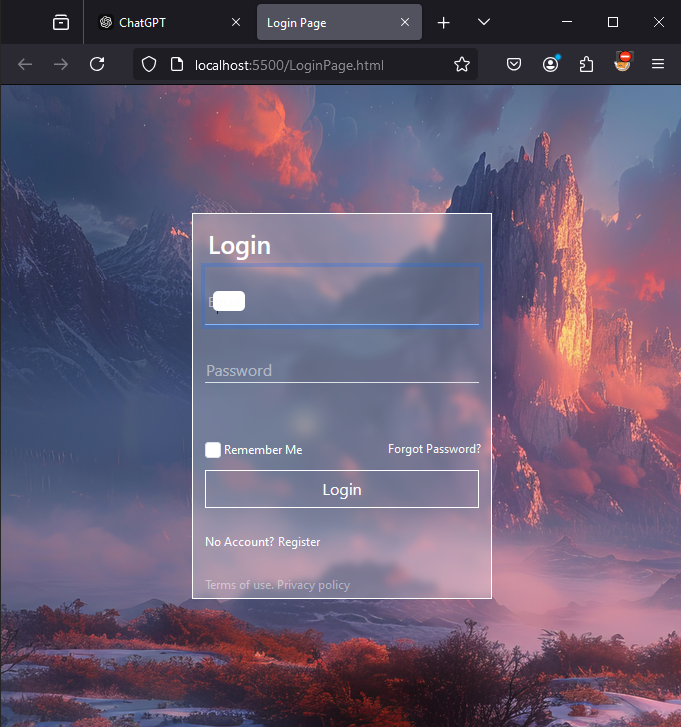 ChatGPT
Login Page
localhost:5500/LoginPage.html
Login
Password
Remember Me
Forgot Password?
Login
No Account? Register
Terms of use. Privacy policy